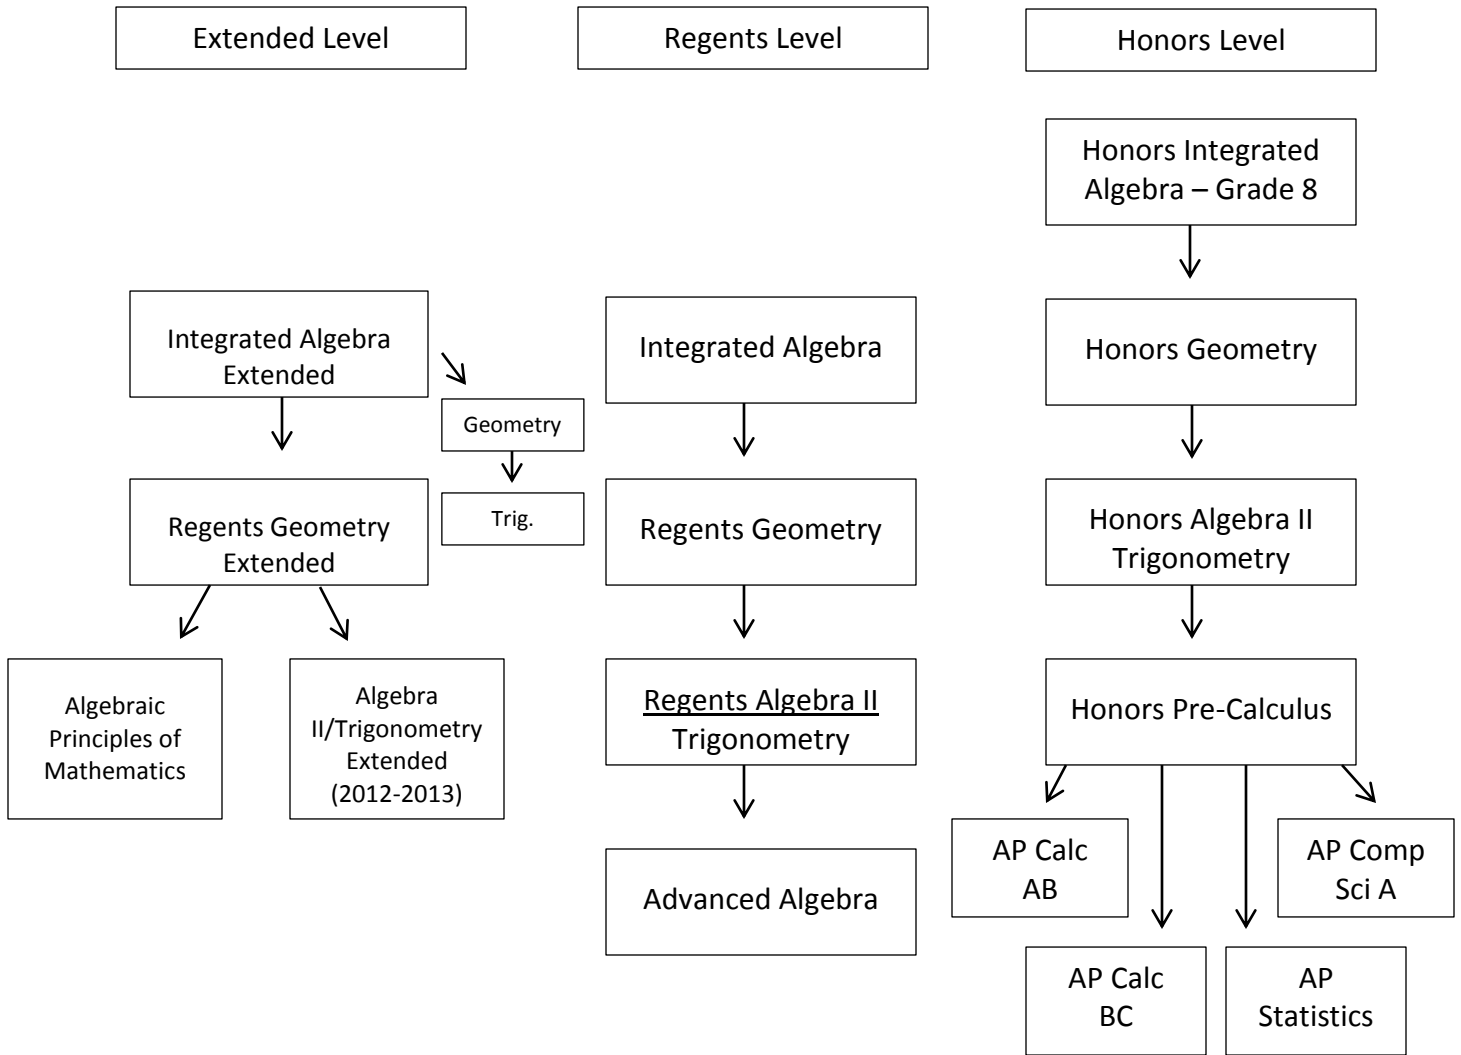 Extended Level
Regents Level
Honors Level
Honors Integrated
Algebra – Grade 8
Integrated Algebra
Extended
Integrated Algebra
Honors Geometry
Geometry
Trig.
Regents Geometry
Extended
Regents Geometry
Honors Algebra II
Trigonometry
Algebraic
Principles of
Mathematics
Algebra
II/Trigonometry
Extended
(2012-2013)
Regents Algebra II
Trigonometry
Honors Pre-Calculus
Advanced Algebra
AP Calc
AB
AP Comp
Sci A
AP Calc
BC
AP
Statistics